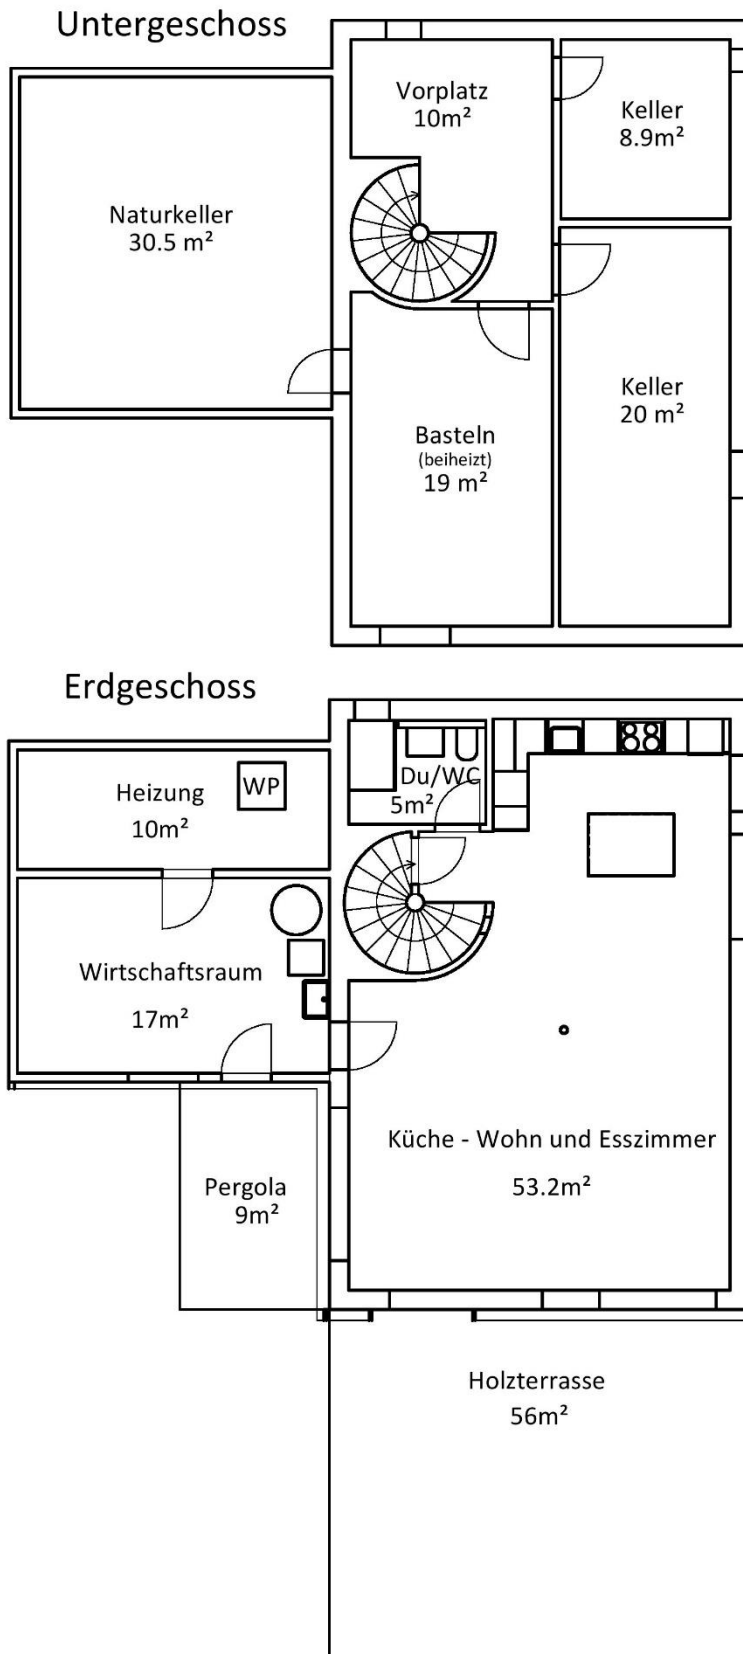 Untergeschoss
Vorplatz
10m²
Keller
8.9m²
Naturkeller
30.5 m²
Keller
20 m²
Basteln
(beiheizt)
19 m²
Erdgeschoss
Heizung
10m²
WP
Du/WC
5m²
Wirtschaftsraum
17m²
Küche - Wohn und Esszimmer
53.2m²
Pergola
9m²
Holzterrasse
56m²